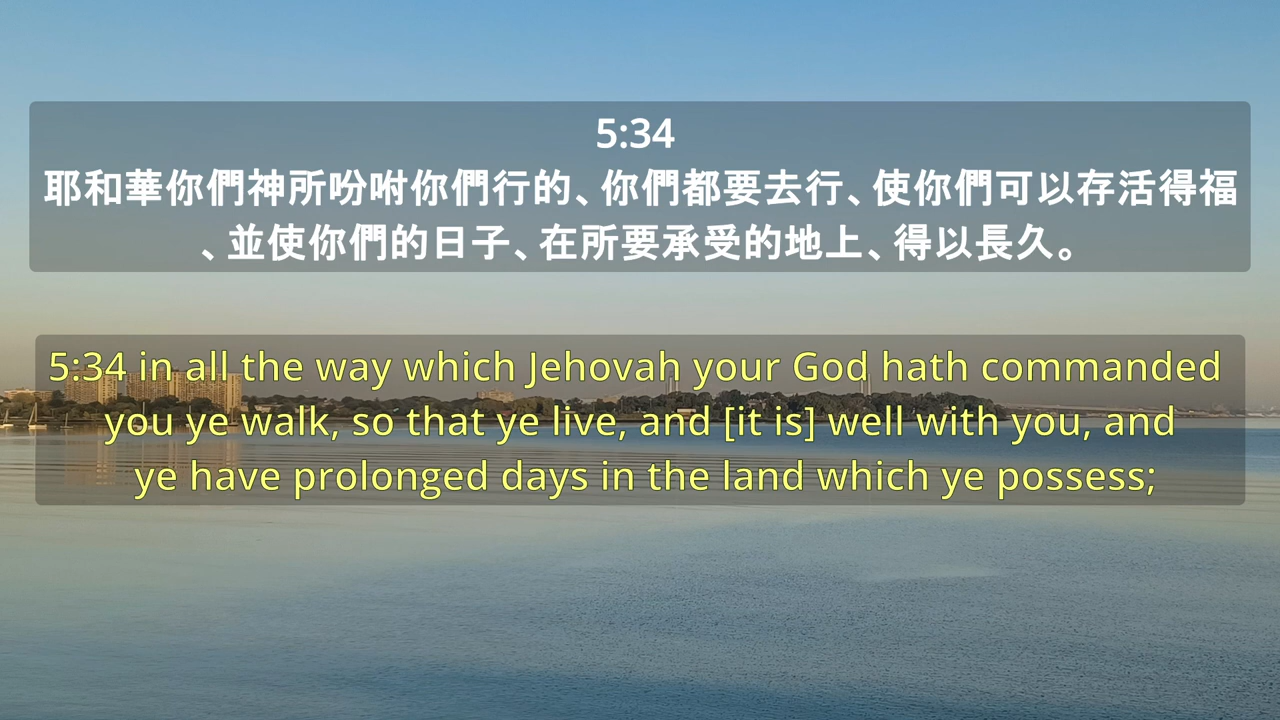 5:34
耶和華你們神所吩咐你們行的、你們都要去行、使你們可以存活得福
、並使你們的日子、在所要承受的地上、得以長久。
5:34 in all the way which Jehovah your God hath commanded
you ye walk, so that ye live, and [it is] well with you, and
ye have prolonged days in the land which ye possess;